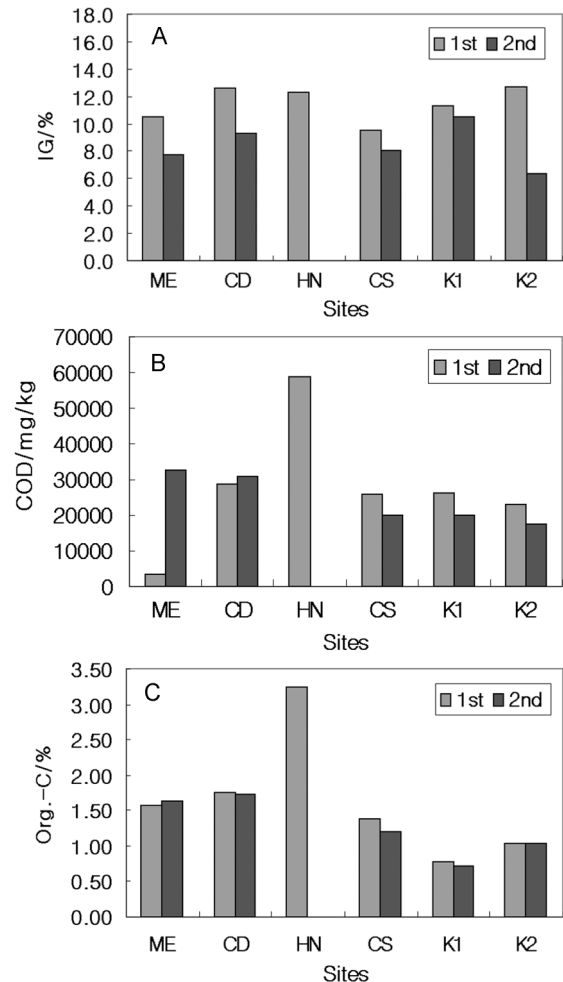 A
1st 2nd
18.0
16.0
14.0
12.0
10.0
8.0
6.0
4.0
2.0
0.0
IG/%
ME CD HN CS K1 K2
Sites
B
1st 2nd
70000
60000
50000
40000
30000
20000
10000
0
COD/mg/kg
ME CD HN CS K1 K2
Sites
C
1st 2nd
3.50
3.00
2.50
2.00
1.50
1.00
0.50
0.00
Org.-C/%
ME CD HN CS K1 K2
Sites